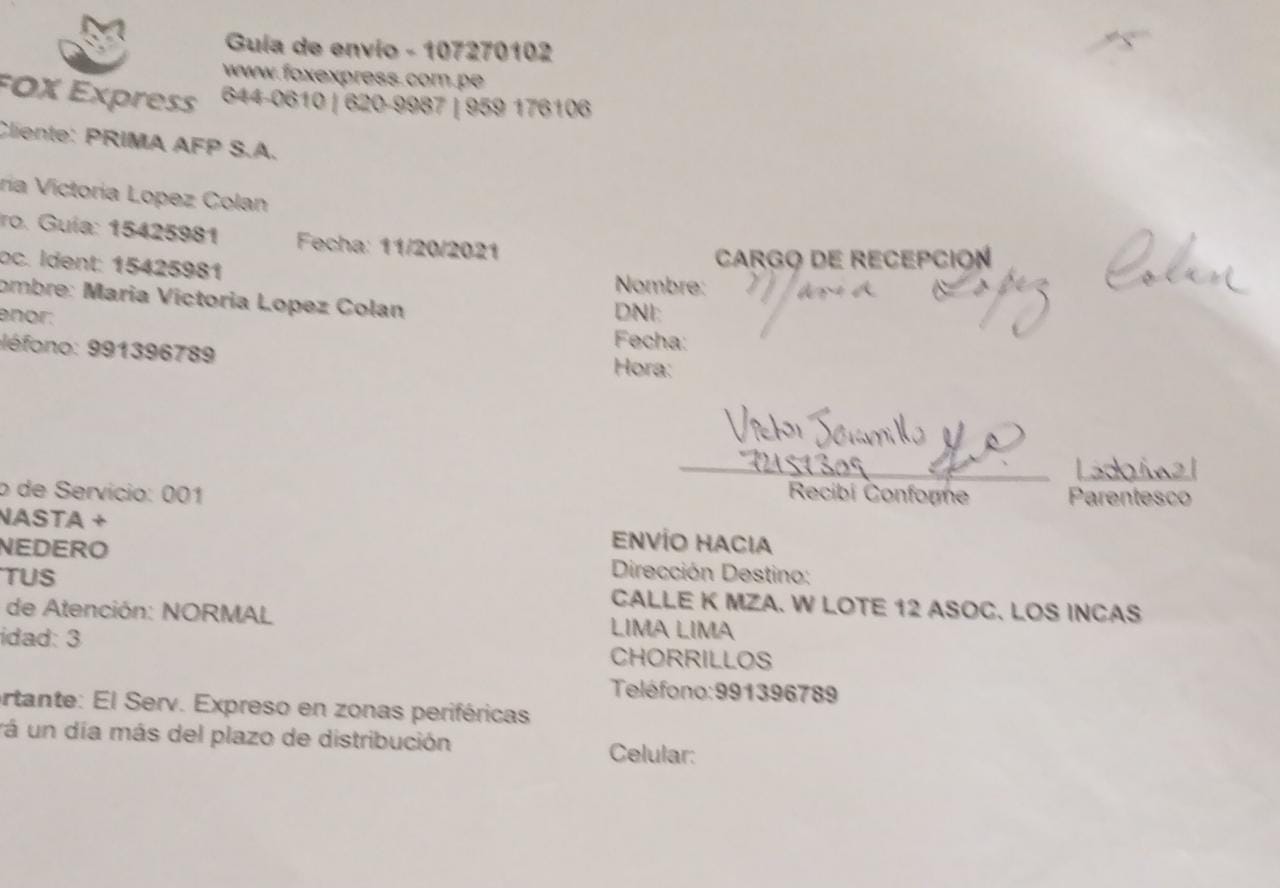 FOX Express
Guía de envío - 107270102
www.foxexpress.com.pe
644-0610 | 620-9987 | 959 176106
Cliente: PRIMA AFP S.A.
ria Victoria Lopez Colan
ro. Guía: 15425981
Fecha: 11/20/2021
oc. Ident: 15425981
ombre: Maria Victoria Lopez Colan
enor:
léfono: 991396789
CARGO DE RECEPCION
Nombre: Maria Lopez Colan
DNI:
Fecha:
Hora:
Victor Jaramillo
72151309
Recibí Conforme
Parentesco
o de Servicio: 001
NASTA +
NEDERO
TUS
de Atención: NORMAL
idad: 3
rtante: El Serv. Expreso en zonas periféricas
rá un día más del plazo de distribución
ENVÍO HACIA
Dirección Destino:
CALLE K MZA. W LOTE 12 ASOC. LOS INCAS
LIMA LIMA
CHORRILLOS
Teléfono:991396789
Celular: